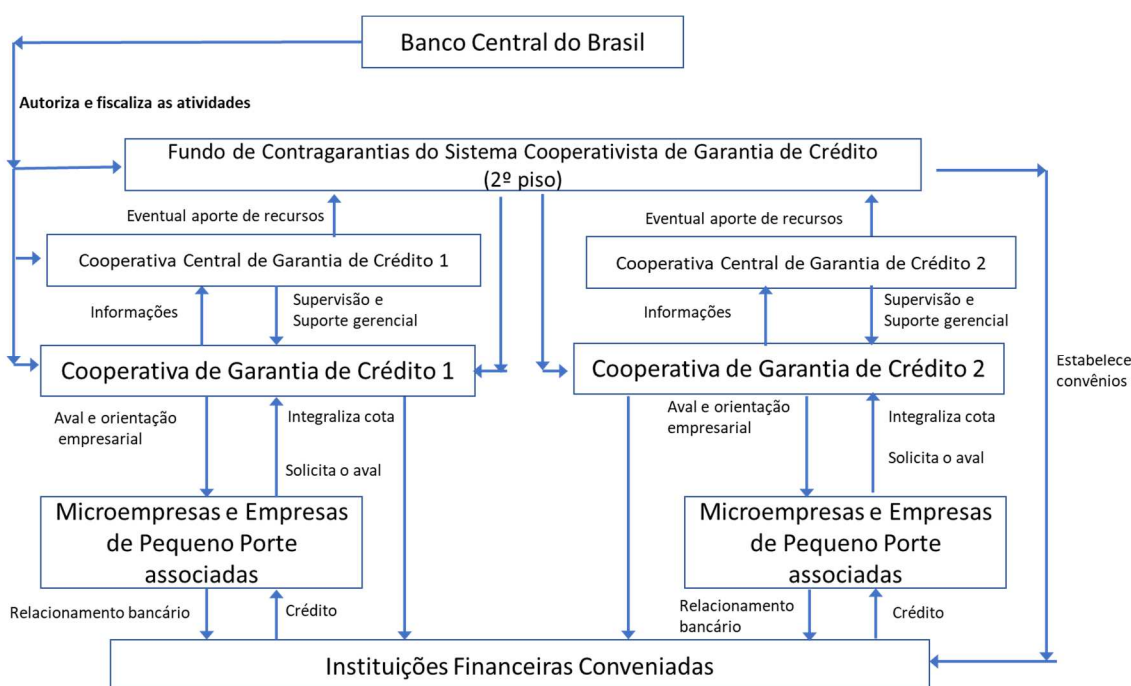 Banco Central do Brasil
Autoriza e fiscaliza as atividades
Fundo de Contragarantias do Sistema Cooperativista de Garantia de Crédito
(2º piso)
Eventual aporte de recursos
Eventual aporte de recursos
Cooperativa Central de Garantia de Crédito 1
Cooperativa Central de Garantia de Crédito 2
Informações
Supervisão e
Suporte gerencial
Informações
Supervisão e
Suporte gerencial
Cooperativa de Garantia de Crédito 1
Cooperativa de Garantia de Crédito 2
Estabelece
convênios
Aval e orientação
empresarial
Integraliza cota
Solicita o aval
Aval e orientação
empresarial
Integraliza cota
Solicita o aval
Microempresas e Empresas
de Pequeno Porte
associadas
Microempresas e Empresas
de Pequeno Porte
associadas
Relacionamento bancário
Crédito
Relacionamento
bancário
Crédito
Instituições Financeiras Conveniadas